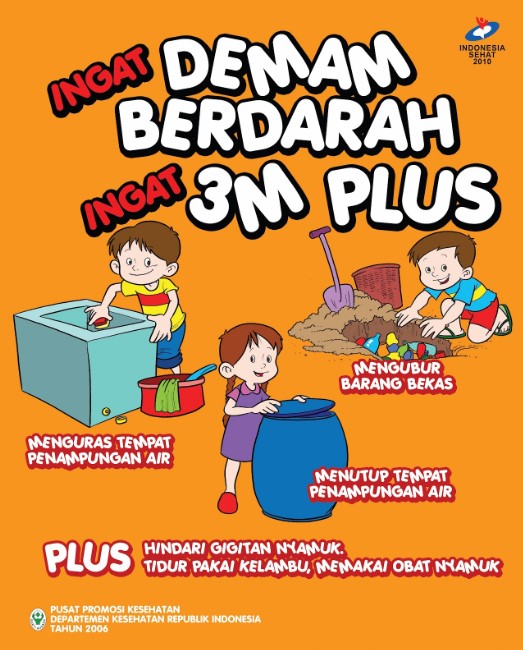 INGAT DEMAM
BERDARAH
INGAT 3M PLUS
INDONESIA
SEHAT
2010
MENGUBUR
BARANG BEKAS
MENGURAS TEMPAT
PENAMPUNGAN AIR
MENUTUP TEMPAT
PENAMPUNGAN AIR
PLUS HINDARI GIGITAN NYAMUK.
TIDUR PAKAI KELAMBU, MEMAKAI OBAT NYAMUK
PUSAT PROMOSI KESEHATAN
DEPARTEMEN KESEHATAN REPUBLIK INDONESIA
TAHUN 2006